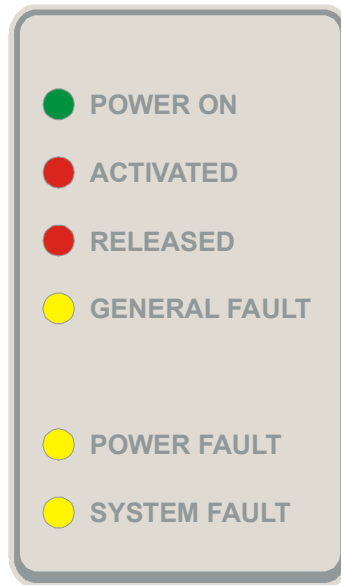 POWER ON
ACTIVATED
RELEASED
GENERAL FAULT
POWER FAULT
SYSTEM FAULT